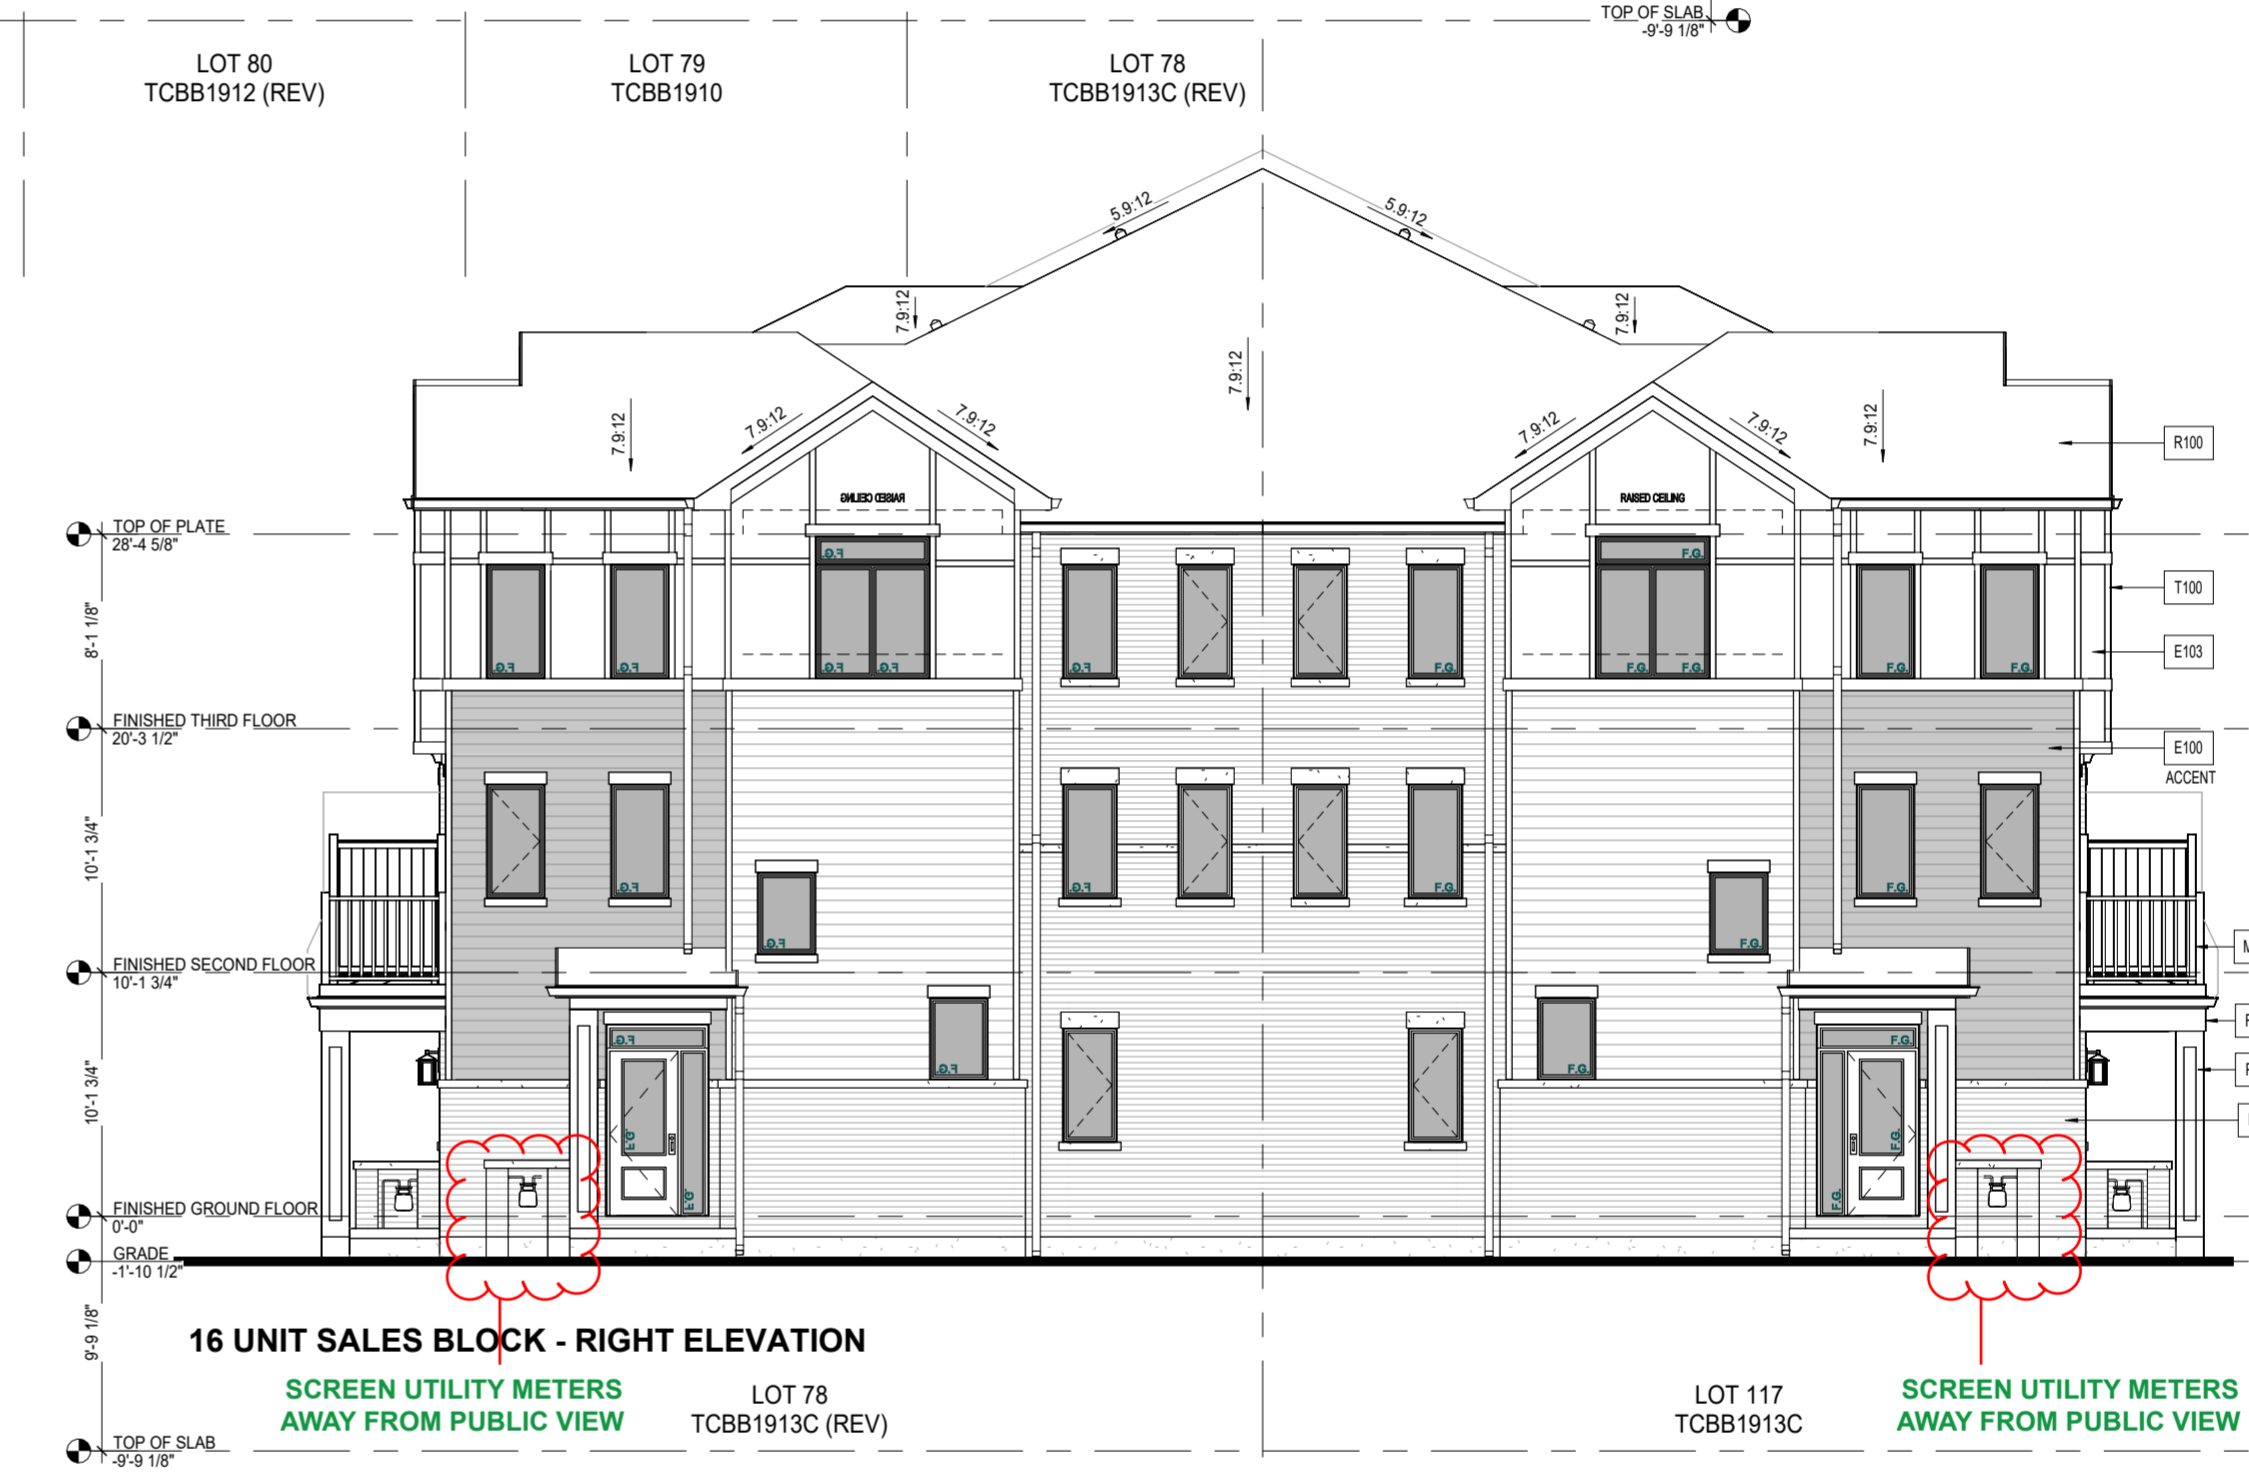 TOP OF SLAB
-9'-9 1/8"
LOT 80
TCBB1912 (REV)
LOT 79
TCBB1910
LOT 78
TCBB1913C (REV)
5.9:12
5.9:12
7.9:12
7.9:12
7.9:12
7.9:12
7.9:12
7.9:12
7.9:12
7.9:12
7.9:12
R100
RAISED CEILING
RAISED CEILING
TOP OF PLATE
28'-4 5/8"
F.G.
F.G.
8'-1 1/8"
T100
E103
F.G.
F.G.
F.G.
F.G.
F.G.
F.G.
F.G.
F.G.
F.G.
F.G.
FINISHED THIRD FLOOR
20'-3 1/2"
E100
ACCENT
10'-1 3/4"
F.G.
F.G.
F.G.
F.G.
F.G.
F.G.
FINISHED SECOND FLOOR
10'-1 3/4"
F.G.
F.G.
F.G.
F.G.
10'-1 3/4"
F.G.
F.G.
F.G.
F.G.
FINISHED GROUND FLOOR
0'-0"
GRADE
-1'-10 1/2"
9'-9 1/8"
16 UNIT SALES BLOCK - RIGHT ELEVATION
SCREEN UTILITY METERS
AWAY FROM PUBLIC VIEW
LOT 78
TCBB1913C (REV)
LOT 117
TCBB1913C
SCREEN UTILITY METERS
AWAY FROM PUBLIC VIEW
TOP OF SLAB
-9'-9 1/8"